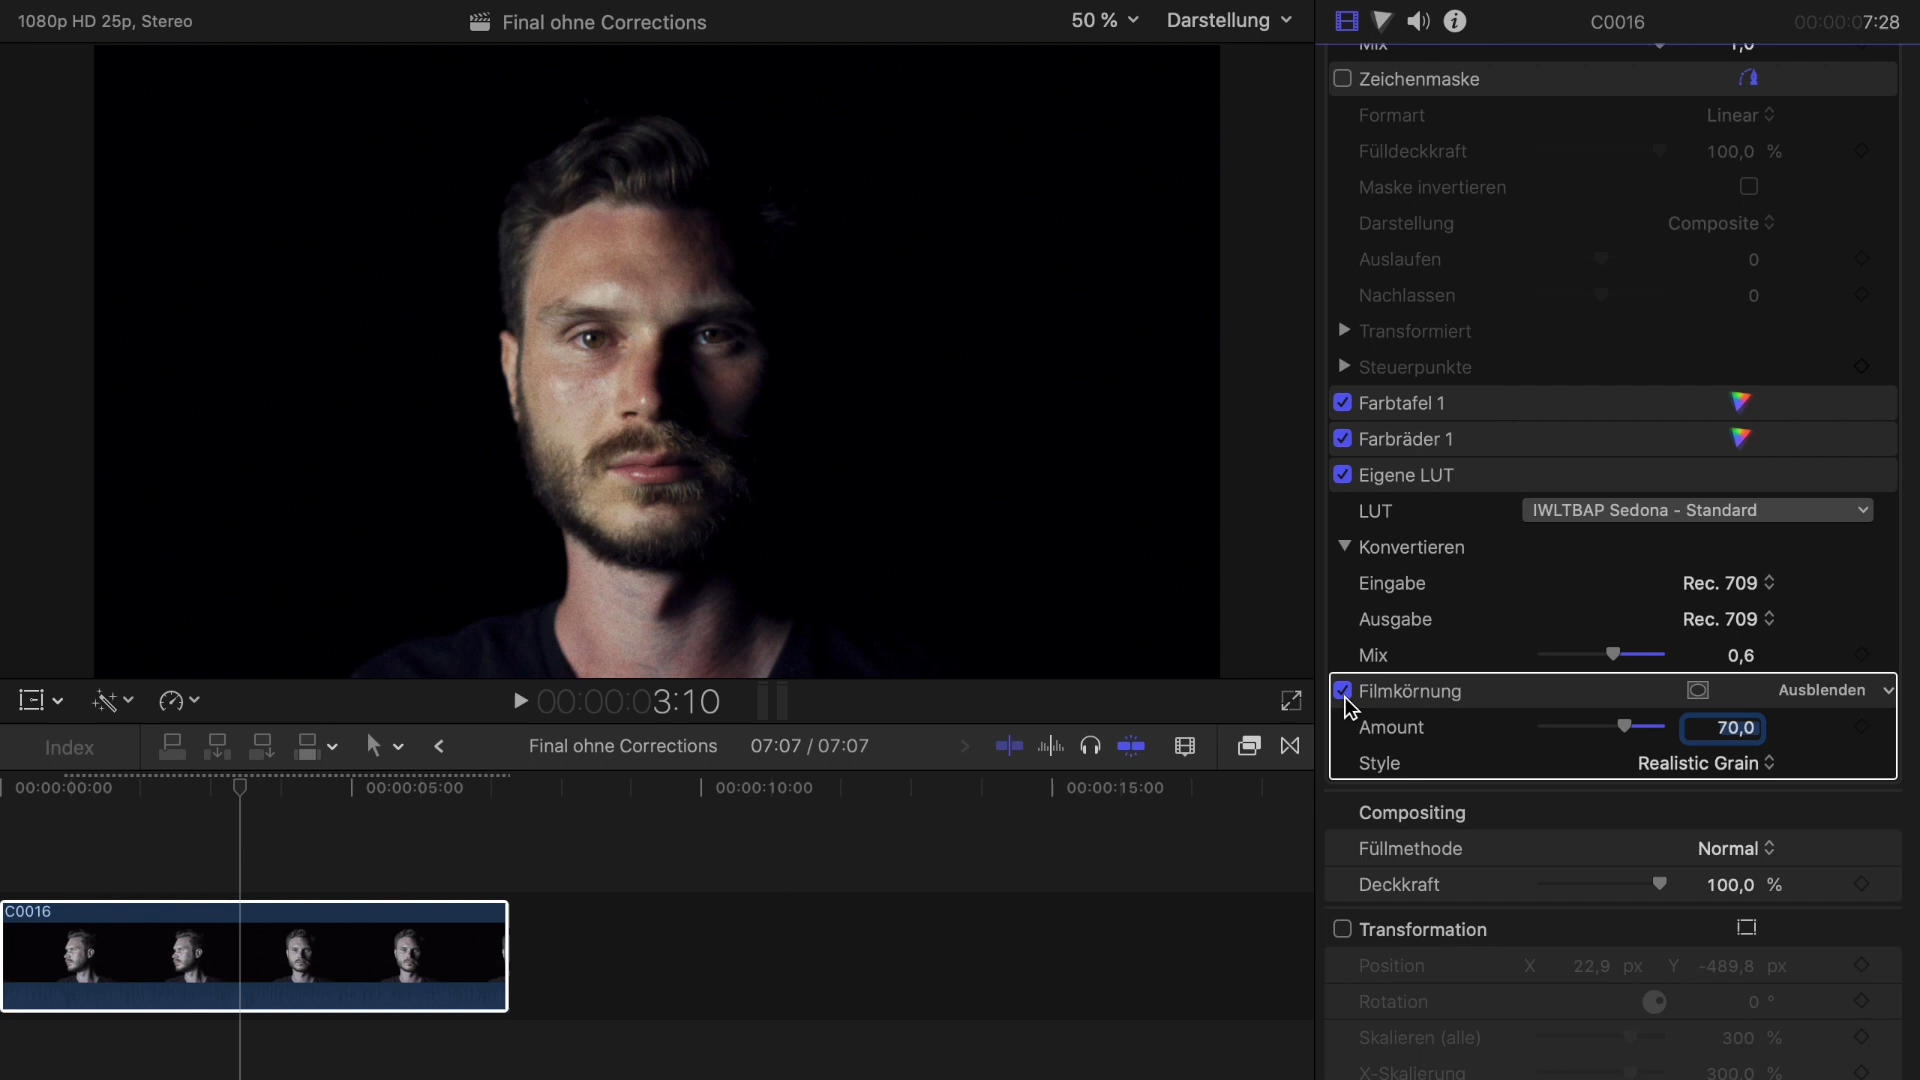 1080p HD 25p, Stereo
Final ohne Corrections
50 %
Darstellung
C0016
00:00:07:28
Mix
1,0
Zeichenmaske
Formart
Linear
Fülldeckkraft
100,0 %
Maske invertieren
Darstellung
Composite
Auslaufen
0
Nachlassen
0
Transformiert
Steuerpunkte
Farbtafel 1
Farbräder 1
Eigene LUT
LUT
IWLTBAP Sedona - Standard
Konvertieren
Eingabe
Rec. 709
Ausgabe
Rec. 709
Mix
0,6
Filmkörnung
Ausblenden
Amount
70,0
Style
Realistic Grain
Compositing
Füllmethode
Normal
Deckkraft
100,0 %
Transformation
Position
X 22,9 px Y -489,8 px
Rotation
0 °
Skalieren (alle)
300 %
X-Skalierung
300,0 %
00:00:03:10
Index
Final ohne Corrections
07:07 / 07:07
00:00:00:00
00:00:05:00
00:00:10:00
00:00:15:00
C0016